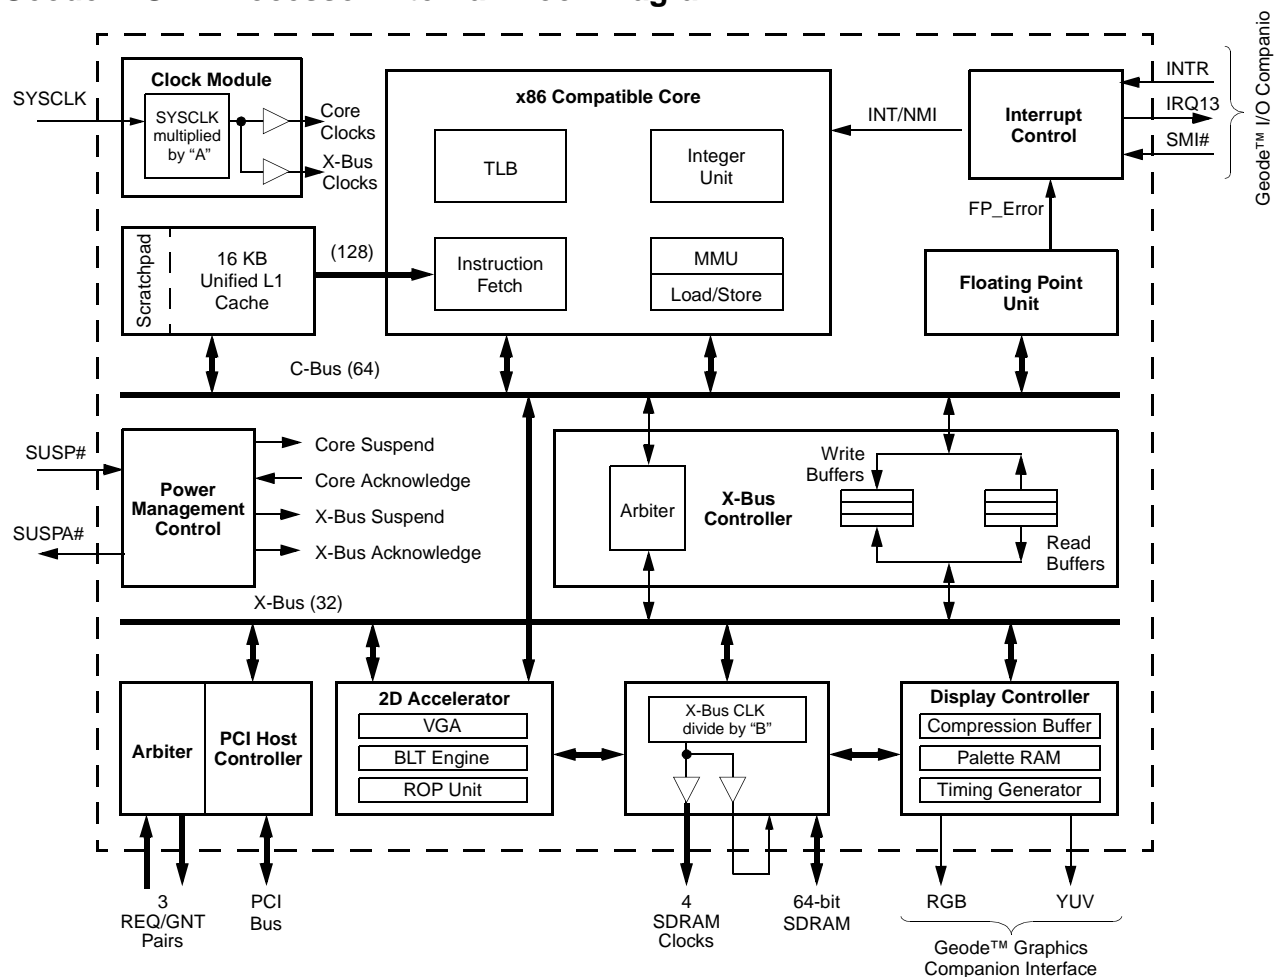 Clock Module
SYSCLK
SYSCLK
multiplied
by “A”
Core
Clocks
X-Bus
Clocks
x86 Compatible Core
TLB
Integer
Unit
Instruction
Fetch
MMU
Load/Store
INT/NMI
Interrupt
Control
INTR
IRQ13
SMI#
Geode™ I/O Companio
FP_Error
Floating Point
Unit
Scratchpad
16 KB
Unified L1
Cache
(128)
C-Bus (64)
SUSP#
SUSPA#
Power
Management
Control
Core Suspend
Core Acknowledge
X-Bus Suspend
X-Bus Acknowledge
Arbiter
X-Bus
Controller
Write
Buffers
Read
Buffers
X-Bus (32)
Arbiter
PCI Host
Controller
2D Accelerator
VGA
BLT Engine
ROP Unit
X-Bus CLK
divide by “B”
Display Controller
Compression Buffer
Palette RAM
Timing Generator
3
REQ/GNT
Pairs
PCI
Bus
4
SDRAM
Clocks
64-bit
SDRAM
RGB
YUV
Geode™ Graphics
Companion Interface